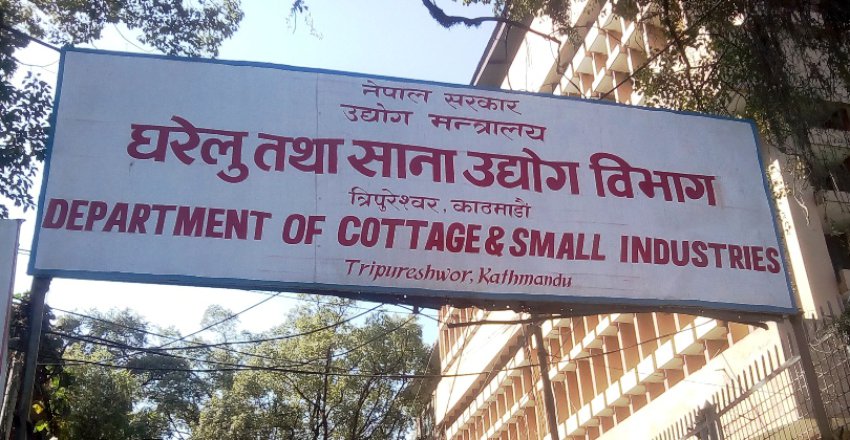 नेपाल सरकार
उद्योग मन्त्रालय
घरेलु तथा साना उद्योग विभाग
त्रिपुरेश्वर, काठमाडौं
DEPARTMENT OF COTTAGE & SMALL INDUSTRIES
Tripureshwor, Kathmandu